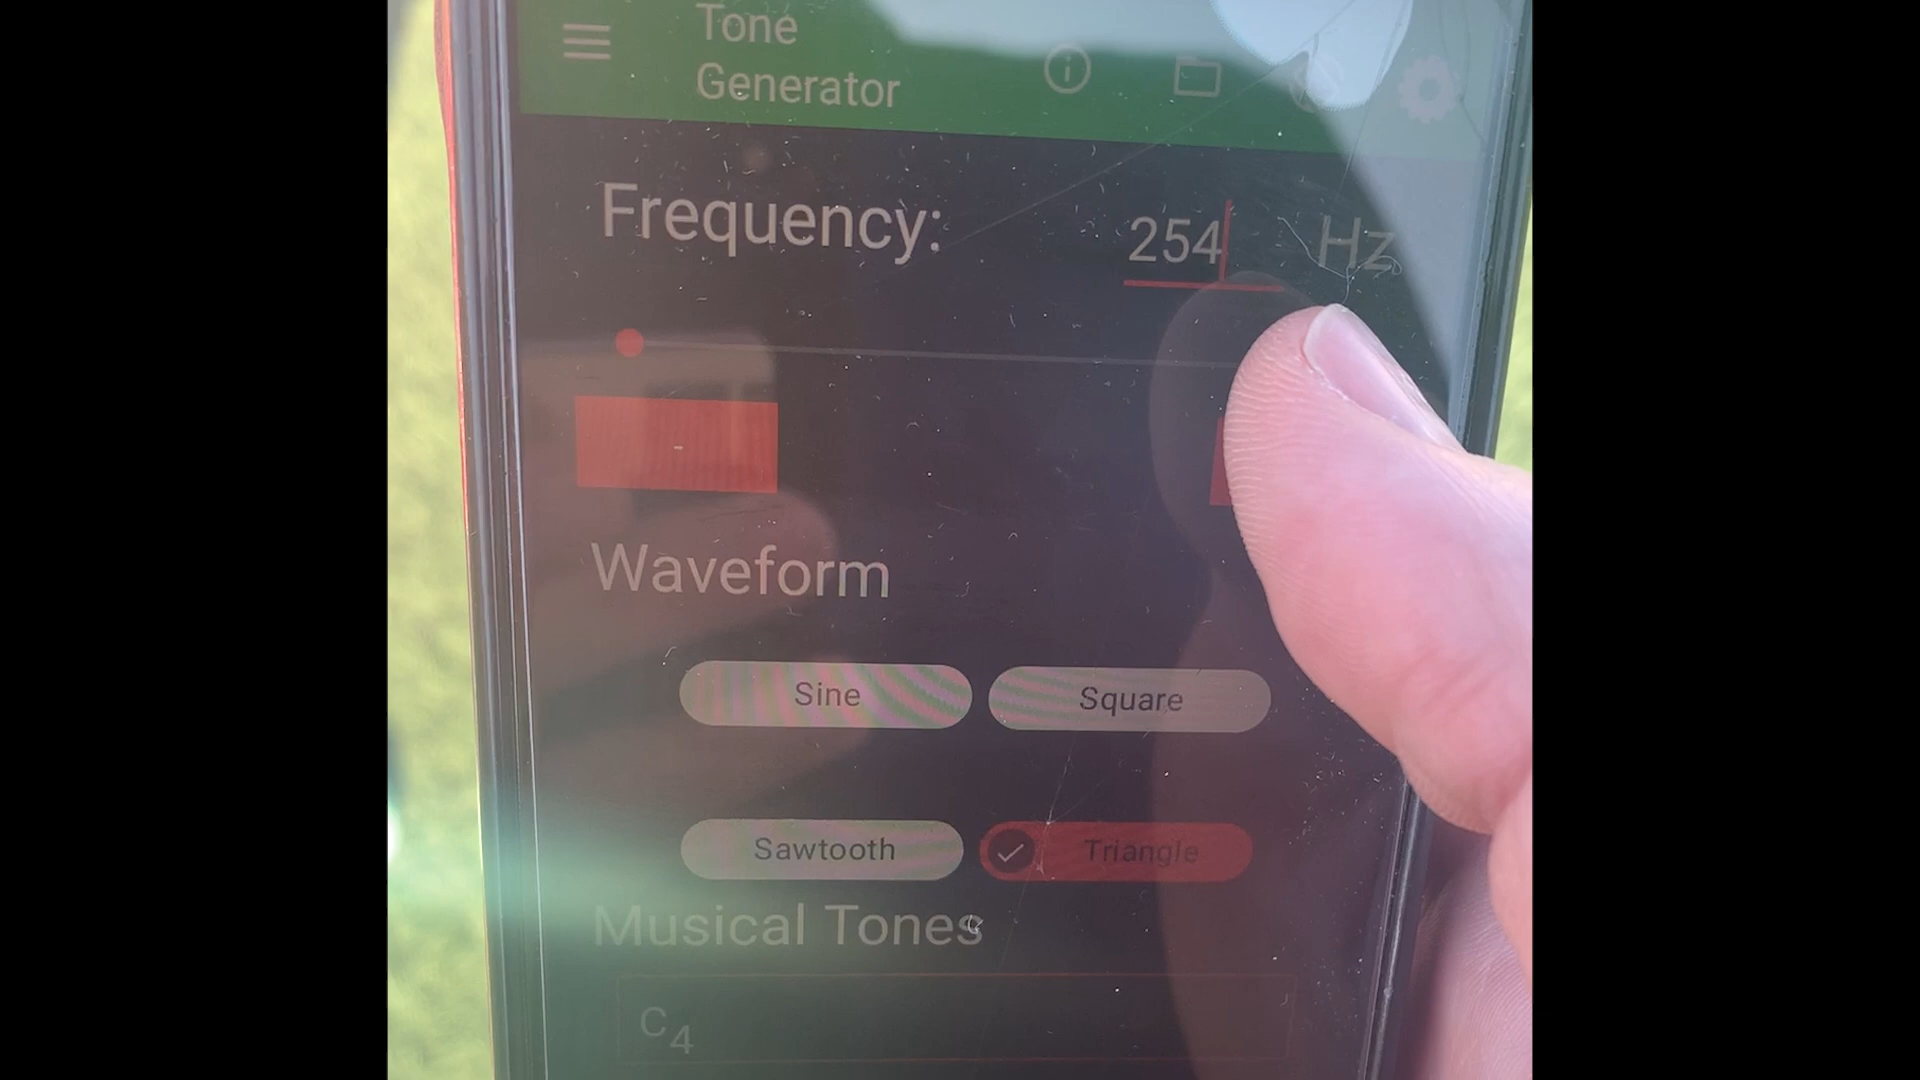 Tone
Generator
Frequency:
254
Hz
-
Waveform
Sine
Square
Sawtooth
Triangle
Musical Tones
C4